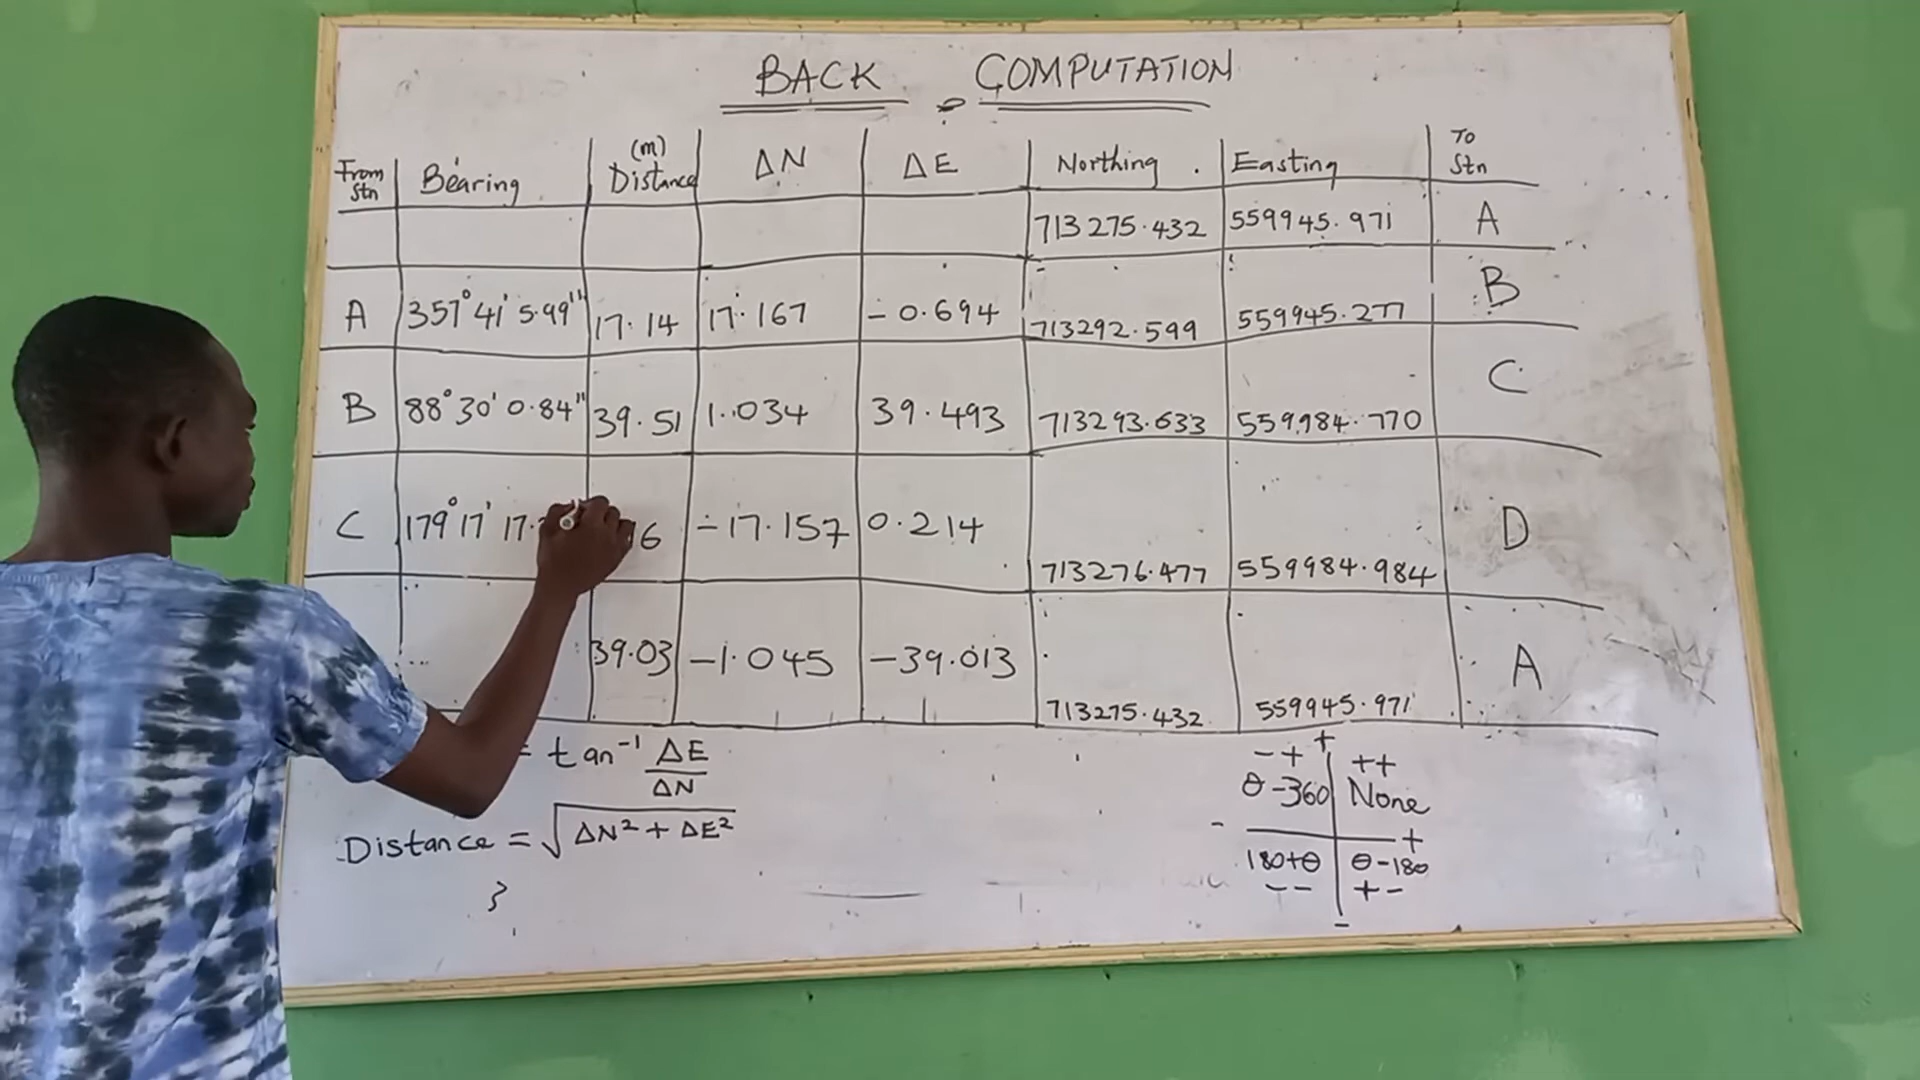 BACK - COMPUTATION
From Stn Bearing (m) Distance ΔN ΔE Northing . Easting To Stn
713275.432 559945.971 A
A 357°41'5.99" 17.14 17.167 -0.694 713292.599 559945.277 B
B 88°30'0.84" 39.51 1.034 39.493 713293.633 559984.770 C
C 179°17'17. 16 -17.157 0.214 713276.477 559984.984 D
39.03 -1.045 -39.013 713275.432 559945.971 A
= tan⁻¹ ΔE
ΔN
Distance = √ΔN² + ΔE²
+
-+ ++
θ-360 None
- +
180+θ θ-180
-- +-
-